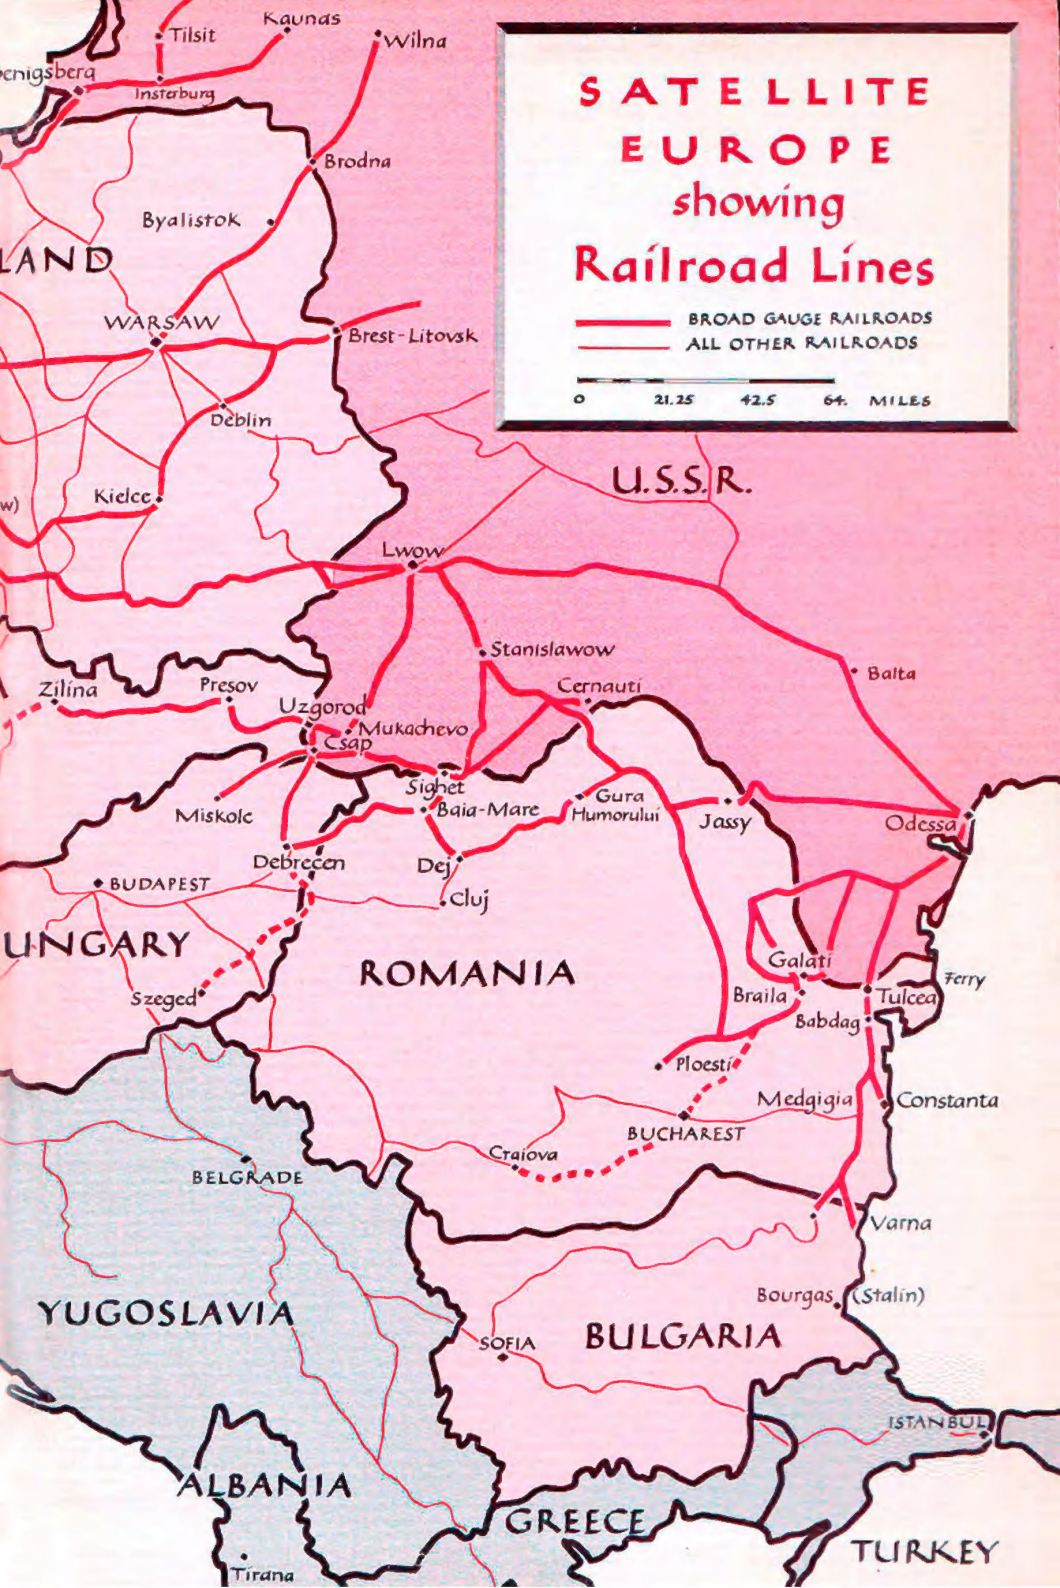 SATELLITE
EUROPE
showing
Railroad Lines
BROAD GAUGE RAILROADS
ALL OTHER RAILROADS
0 21.25 42.5 64. MILES
Kaunas
Tilsit
Wilna
oenigsberg
Insterburg
Brodna
Byalistok
LAND
WARSAW
Brest-Litovsk
Deblin
U.S.S.R.
Kielce
w)
Lwow
Stanislawow
Balta
Zilina
Presov
Cernauti
Uzgorod
Mukachevo
Csap
Sighet
Miskolc
Baia-Mare
Gura
Humorului
Jassy
Odessa
Debrecen
Dej
BUDAPEST
Cluj
UNGARY
ROMANIA
Galati
Ferry
Szeged
Braila
Tulcea
Babdag
Ploesti
Medgigia
Constanta
BUCHAREST
Craiova
BELGRADE
Varna
Bourgas
(Stalin)
YUGOSLAVIA
SOFIA
BULGARIA
ISTANBUL
ALBANIA
GREECE
TURKEY
Tirana